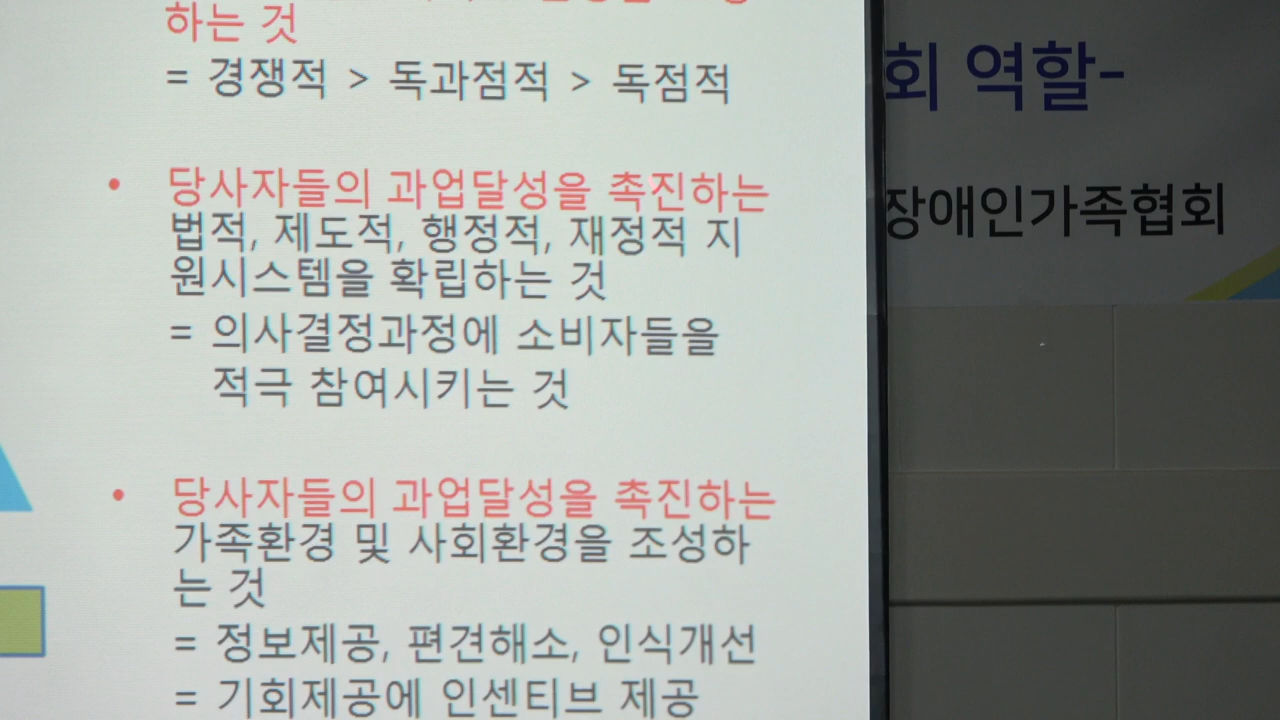 하는 것
= 경쟁적 > 독과점적 > 독점적
• 당사자들의 과업달성을 촉진하는
법적, 제도적, 행정적, 재정적 지
원시스템을 확립하는 것
= 의사결정과정에 소비자들을
적극 참여시키는 것
• 당사자들의 과업달성을 촉진하는
가족환경 및 사회환경을 조성하
는 것
= 정보제공, 편견해소, 인식개선
= 기회제공에 인센티브 제공
회 역할-
장애인가족협회